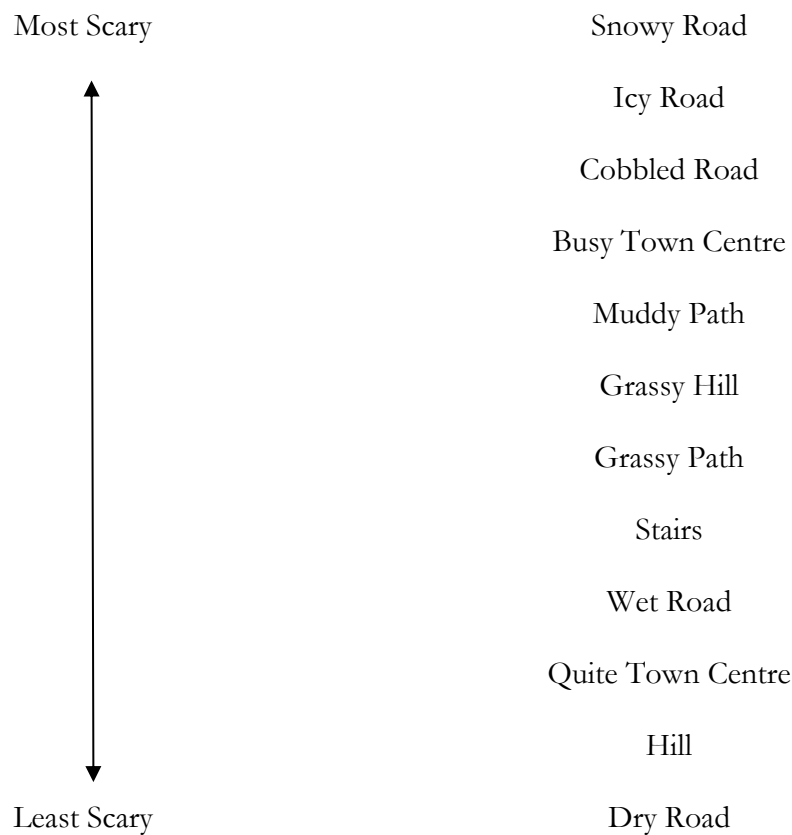 Most Scary Snowy Road
Icy Road
Cobbled Road
Busy Town Centre
Muddy Path
Grassy Hill
Grassy Path
Stairs
Wet Road
Quite Town Centre
Hill
Least Scary Dry Road